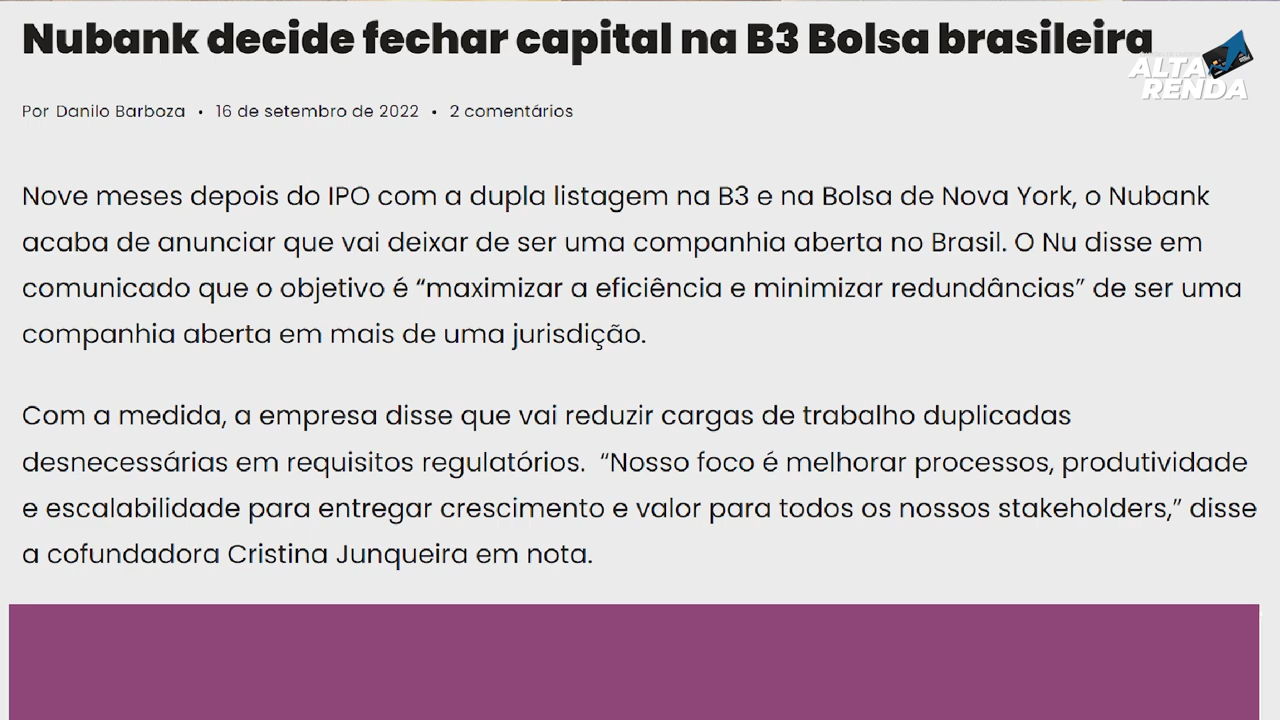 Nubank decide fechar capital na B3 Bolsa brasileira
ALTA
RENDA
Por Danilo Barboza • 16 de setembro de 2022 • 2 comentários
Nove meses depois do IPO com a dupla listagem na B3 e na Bolsa de Nova York, o Nubank
acaba de anunciar que vai deixar de ser uma companhia aberta no Brasil. O Nu disse em
comunicado que o objetivo é “maximizar a eficiência e minimizar redundâncias” de ser uma
companhia aberta em mais de uma jurisdição.
Com a medida, a empresa disse que vai reduzir cargas de trabalho duplicadas
desnecessárias em requisitos regulatórios. “Nosso foco é melhorar processos, produtividade
e escalabilidade para entregar crescimento e valor para todos os nossos stakeholders,” disse
a cofundadora Cristina Junqueira em nota.